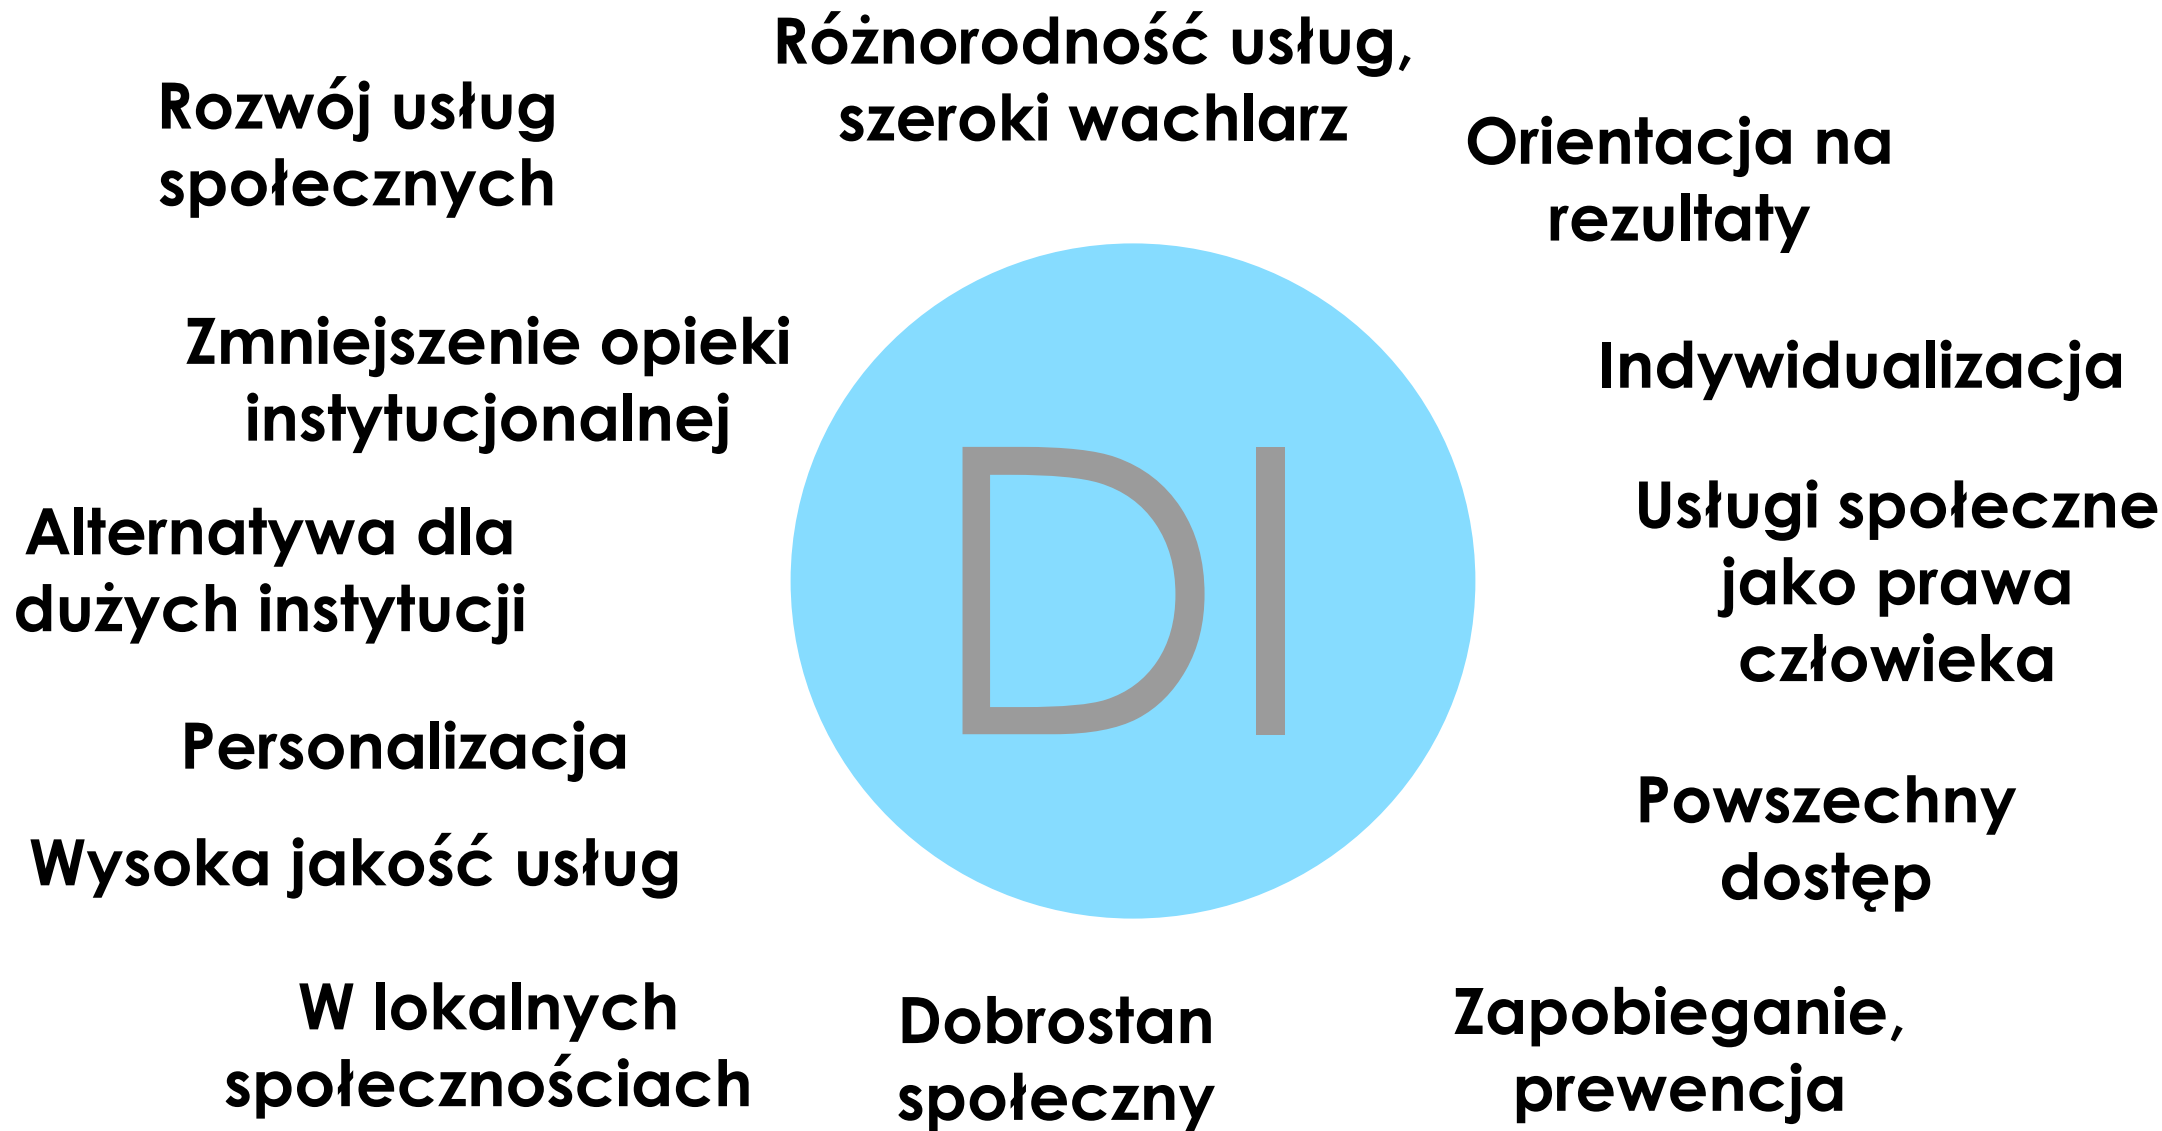 Różnorodność usług,
szeroki wachlarz
Rozwój usług
społecznych
Orientacja na
rezultaty
Zmniejszenie opieki
instytucjonalnej
Indywidualizacja
DI
Alternatywa dla
dużych instytucji
Usługi społeczne
jako prawa
człowieka
Personalizacja
Powszechny
dostęp
Wysoka jakość usług
W lokalnych
społecznościach
Dobrostan
społeczny
Zapobieganie,
prewencja